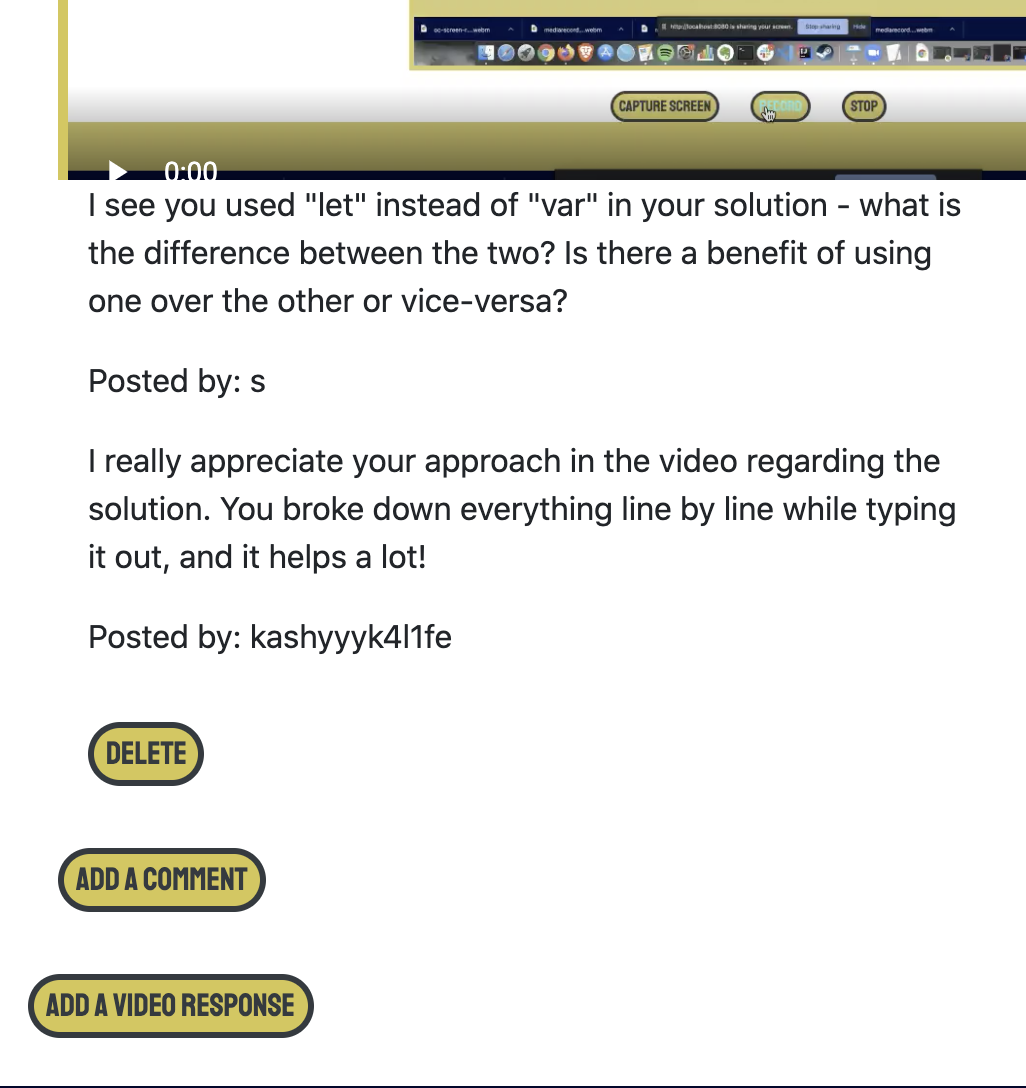 oc-screen-r....webm mediarecord....webm http://localhost:8080 is sharing your screen. Stop sharing Hide mediarecord....webm
CAPTURE SCREEN RECORD STOP
0:00
I see you used "let" instead of "var" in your solution - what is
the difference between the two? Is there a benefit of using
one over the other or vice-versa?
Posted by: s
I really appreciate your approach in the video regarding the
solution. You broke down everything line by line while typing
it out, and it helps a lot!
Posted by: kashyyyk4l1fe
DELETE
ADD A COMMENT
ADD A VIDEO RESPONSE